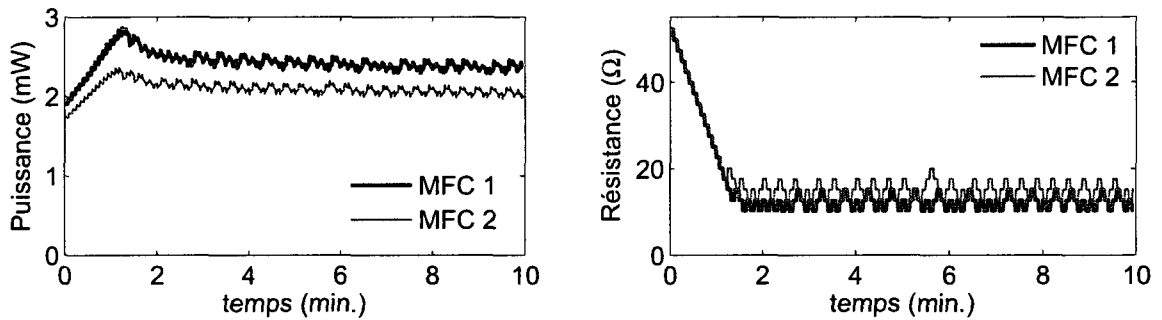 Puissance (mW)
3
2
1
0
MFC 1
MFC 2
0 2 4 6 8 10
temps (min.)
Résistance (Ω)
40
20
0
MFC 1
MFC 2
0 2 4 6 8 10
temps (min.)